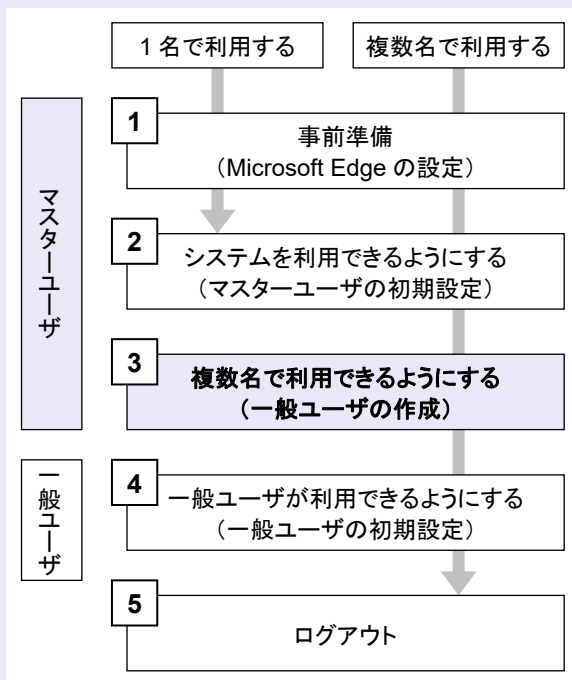 1 名で利用する
複数名で利用する
マスターユーザ
1
事前準備
（Microsoft Edge の設定）
2
システムを利用できるようにする
（マスターユーザの初期設定）
3
複数名で利用できるようにする
（一般ユーザの作成）
一般ユーザ
4
一般ユーザが利用できるようにする
（一般ユーザの初期設定）
5
ログアウト